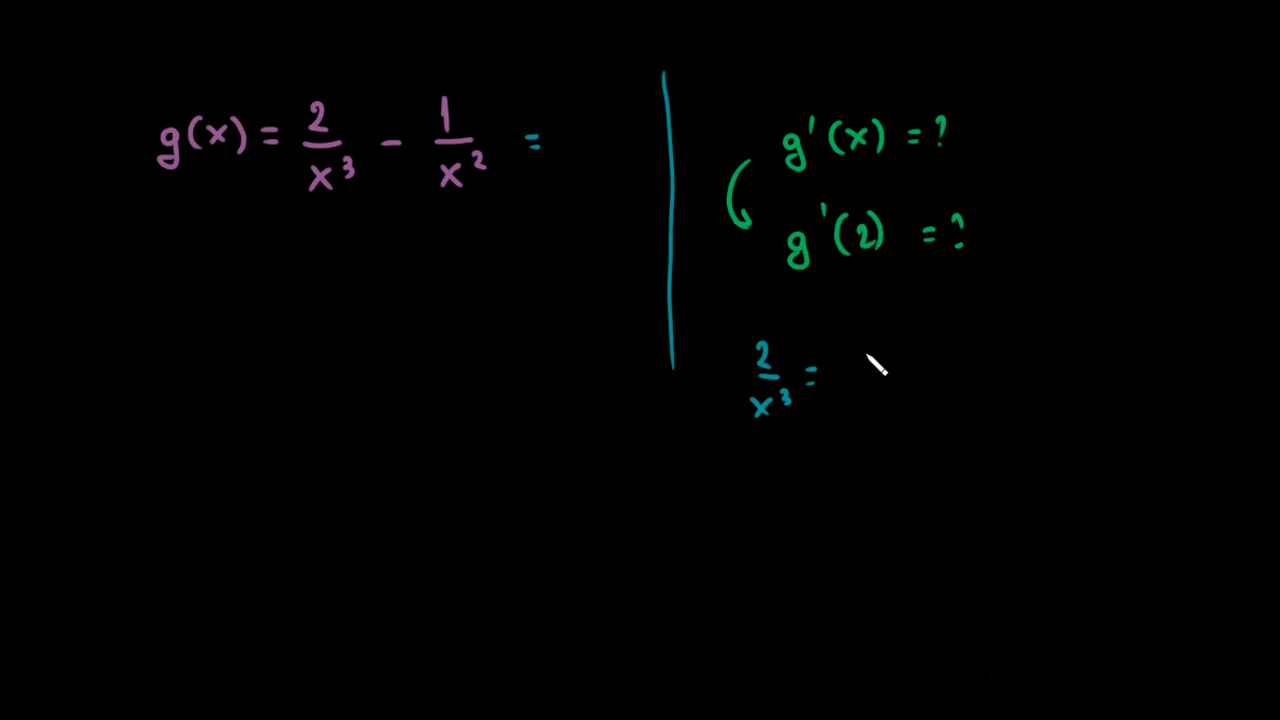 g(x) = 2/x³ - 1/x² =
g'(x) = ?
g'(2) = ?
2/x³ =